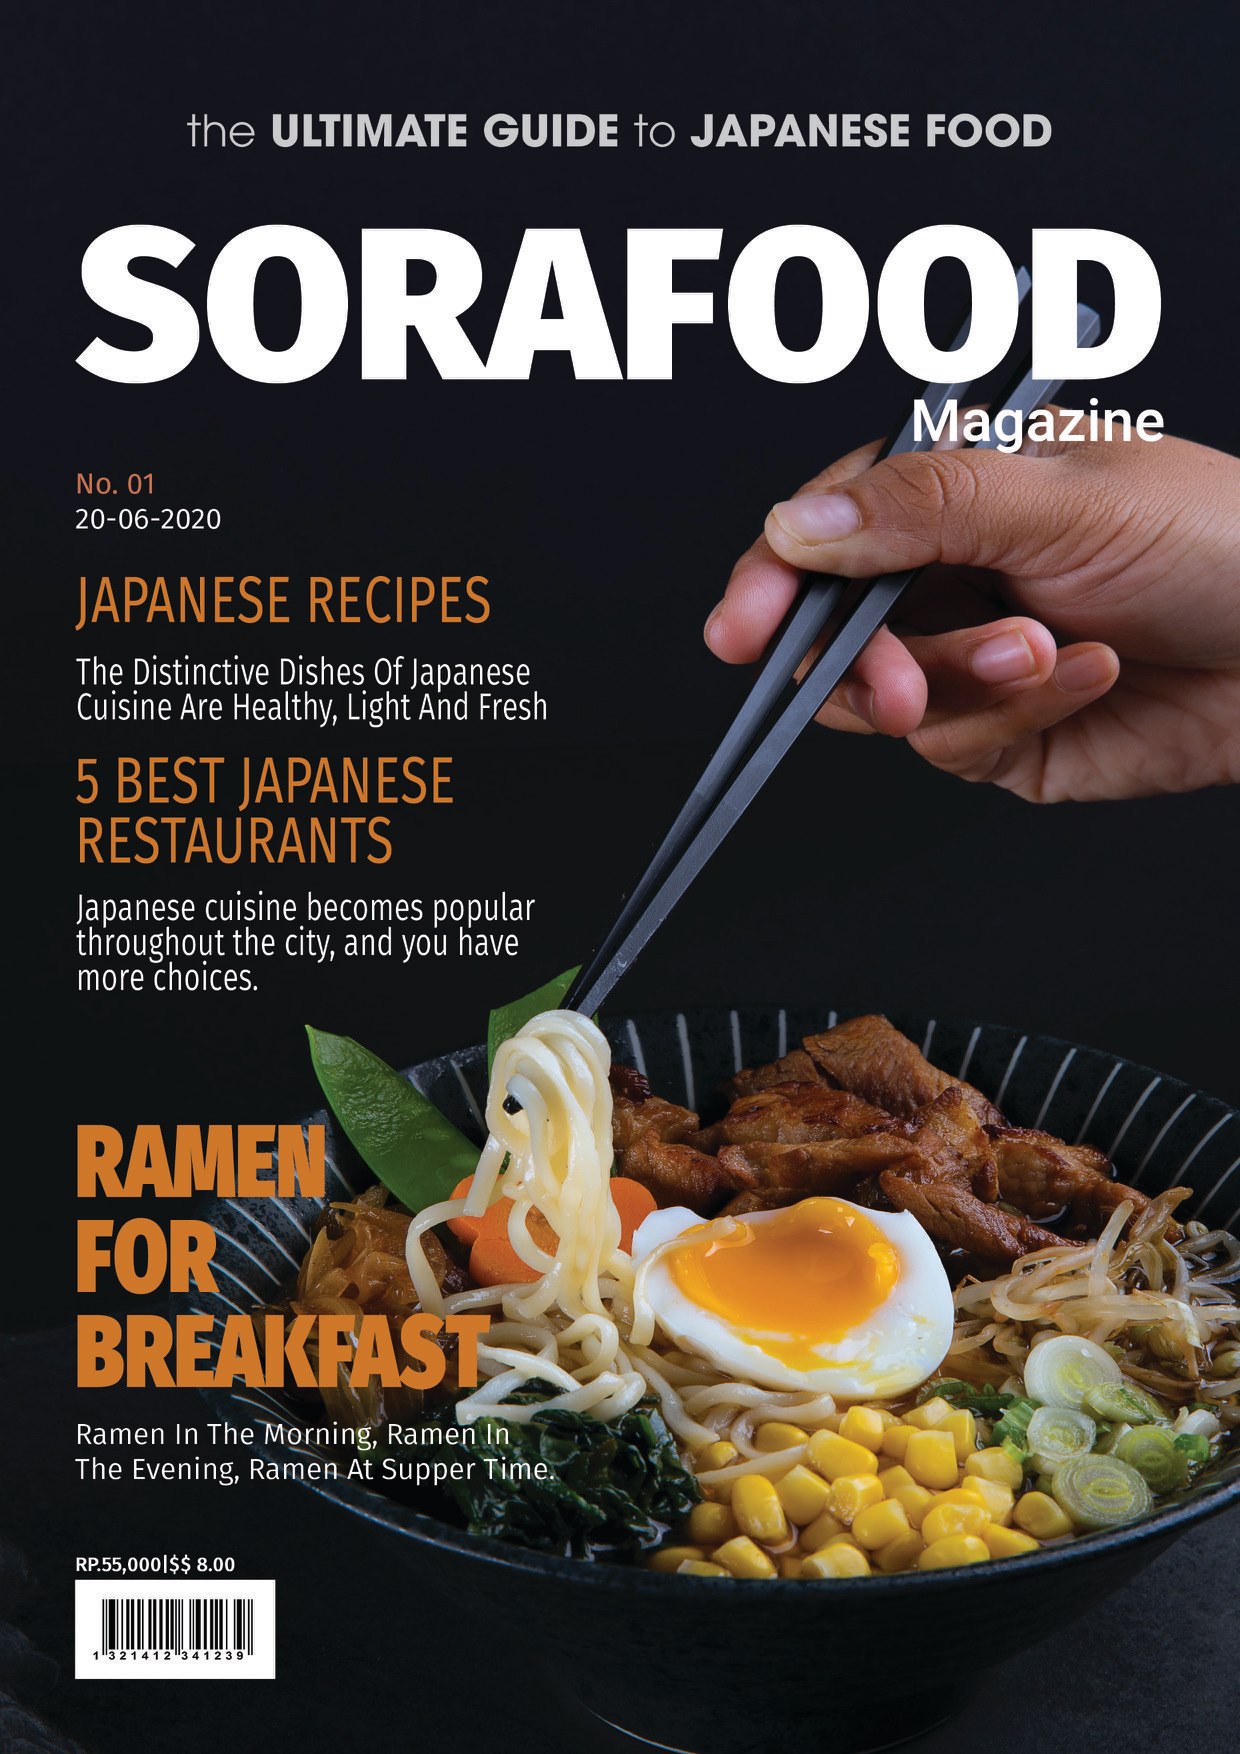 the ULTIMATE GUIDE to JAPANESE FOOD
SORAFOOD
Magazine
No. 01
20-06-2020
JAPANESE RECIPES
The Distinctive Dishes Of Japanese
Cuisine Are Healthy, Light And Fresh
5 BEST JAPANESE
RESTAURANTS
Japanese cuisine becomes popular
throughout the city, and you have
more choices.
RAMEN
FOR
BREAKFAST
Ramen In The Morning, Ramen In
The Evening, Ramen At Supper Time.
RP.55,000|$$ 8.00
1 321412 341239